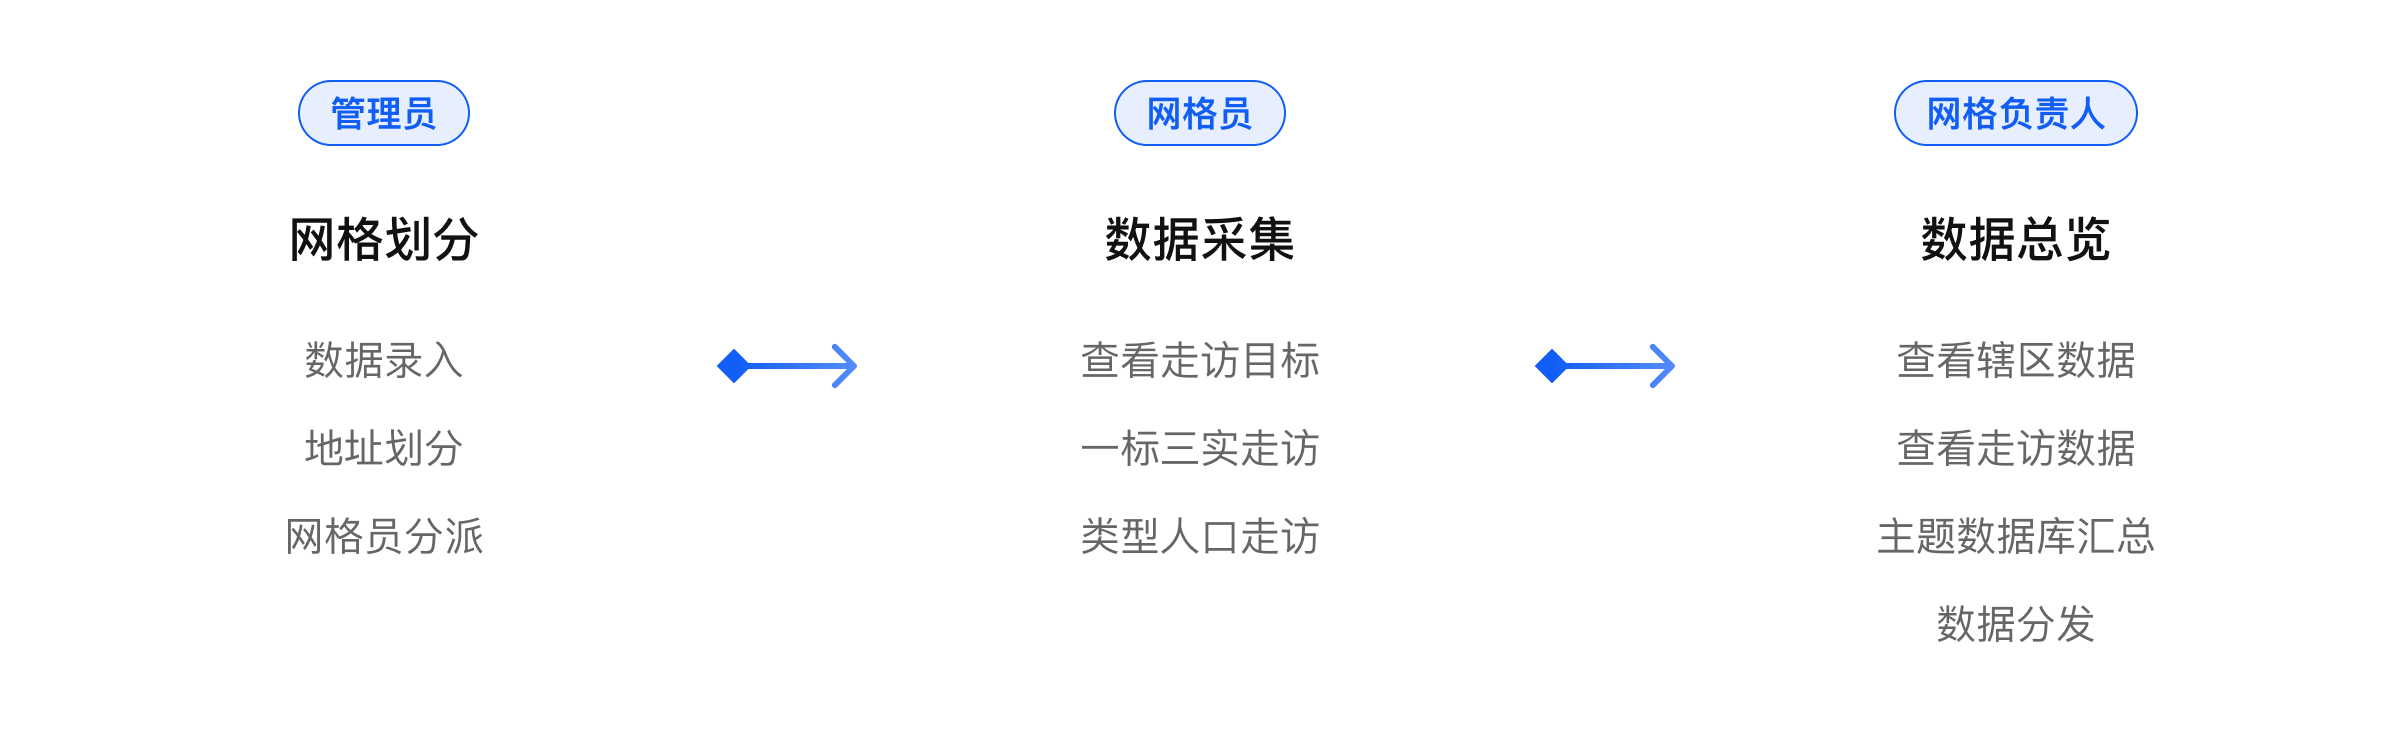 管理员
网格划分
数据录入
地址划分
网格员分派
网格员
数据采集
查看走访目标
一标三实走访
类型人口走访
网格负责人
数据总览
查看辖区数据
查看走访数据
主题数据库汇总
数据分发